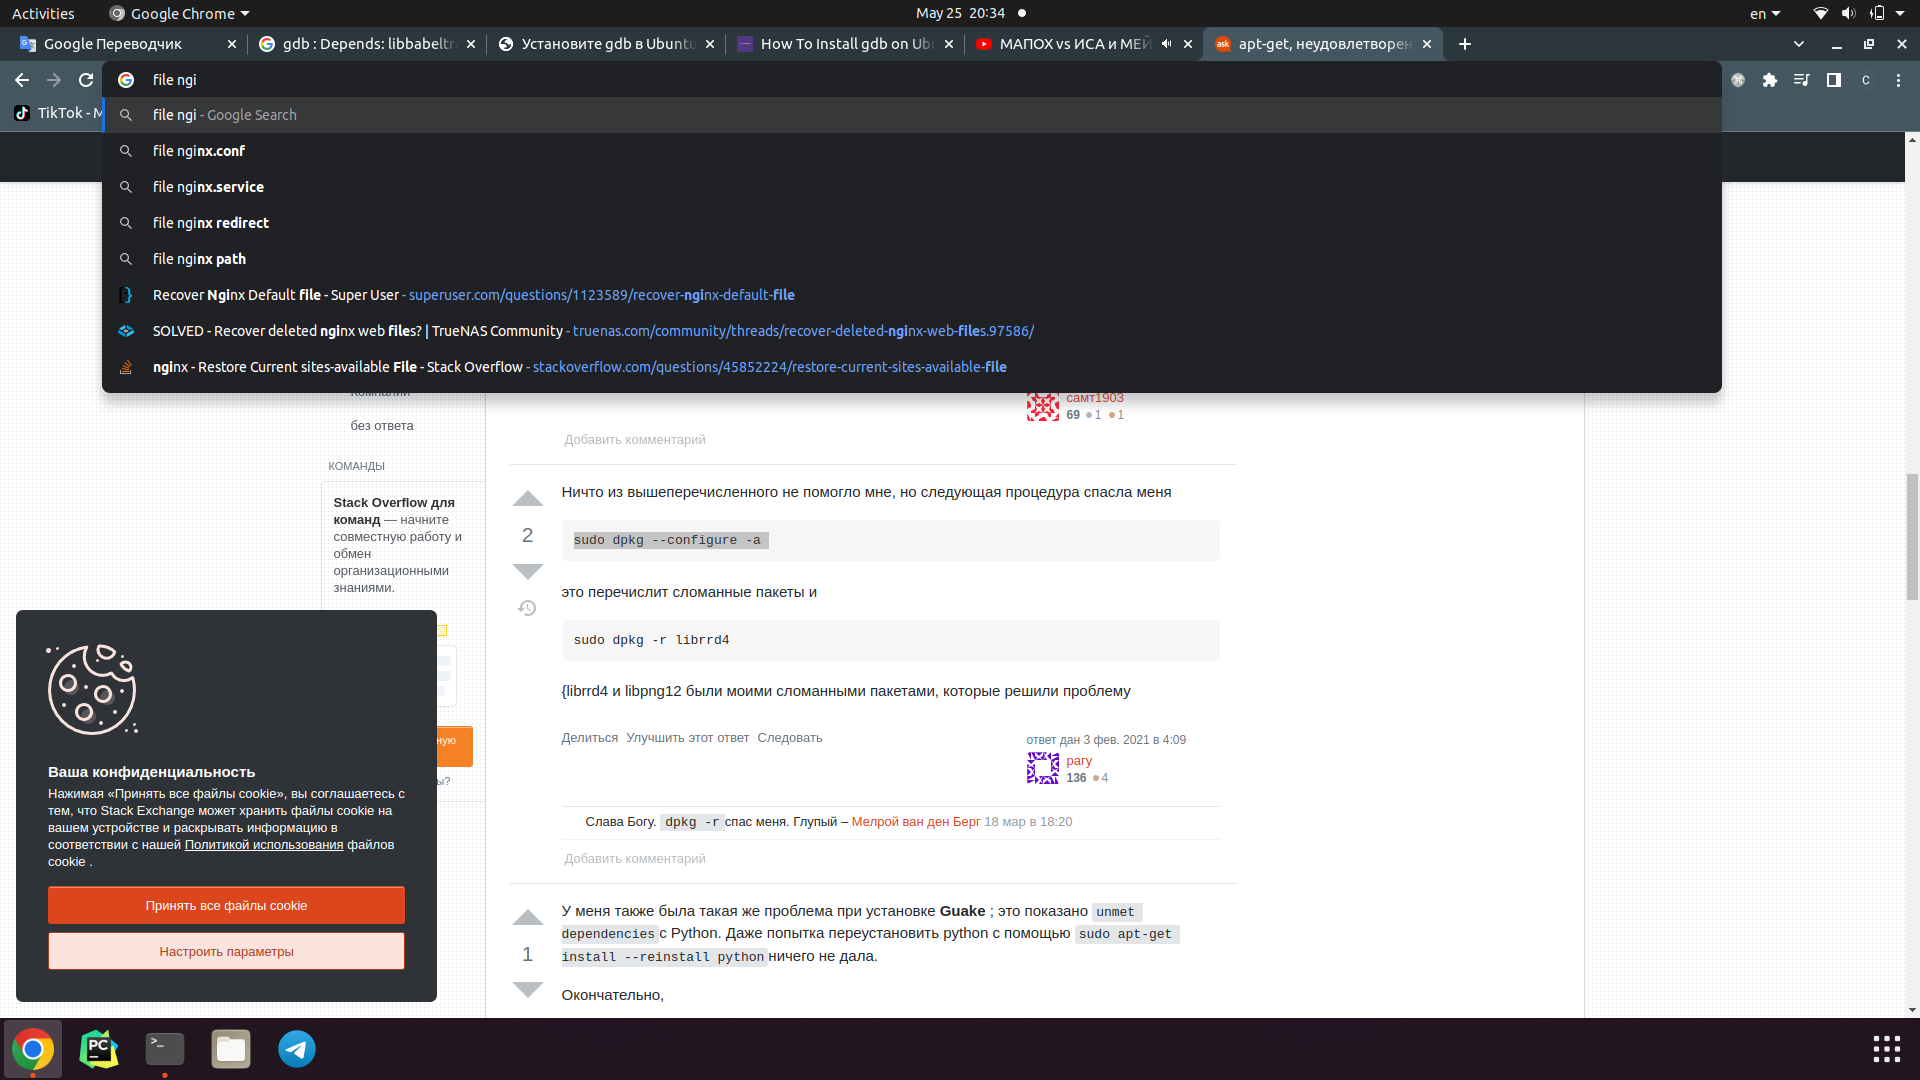 Activities
Google Chrome
May 25 20:34
en
Google Переводчик
gdb : Depends: libbabeltr
Установите gdb в Ubuntu
How To Install gdb on Ub
МАПОХ vs ИСА и МЕЙ
apt-get, неудовлетворен
file ngi
C
TikTok - M
file ngi - Google Search
file nginx.conf
file nginx.service
file nginx redirect
file nginx path
Recover Nginx Default file - Super User - superuser.com/questions/1123589/recover-nginx-default-file
SOLVED - Recover deleted nginx web files? | TrueNAS Community - truenas.com/community/threads/recover-deleted-nginx-web-files.97586/
nginx - Restore Current sites-available File - Stack Overflow - stackoverflow.com/questions/45852224/restore-current-sites-available-file
без ответа
КОМАНДЫ
Stack Overflow для
команд — начните
совместную работу и
обмен
организационными
знаниями.
ную
ы?
самт1903
69 1 1
Добавить комментарий
2
Ничто из вышеперечисленного не помогло мне, но следующая процедура спасла меня
sudo dpkg --configure -a
это перечислит сломанные пакеты и
sudo dpkg -r librrd4
{librrd4 и libpng12 были моими сломанными пакетами, которые решили проблему
Делиться Улучшить этот ответ Следовать
ответ дан 3 фев. 2021 в 4:09
рагу
136 4
Слава Богу. dpkg -r спас меня. Глупый – Мелрой ван ден Берг 18 мар в 18:20
Добавить комментарий
1
У меня также была такая же проблема при установке Guake ; это показано unmet
dependencies с Python. Даже попытка переустановить python с помощью sudo apt-get
install --reinstall python ничего не дала.
Окончательно,
Ваша конфиденциальность
Нажимая «Принять все файлы cookie», вы соглашаетесь с
тем, что Stack Exchange может хранить файлы cookie на
вашем устройстве и раскрывать информацию в
соответствии с нашей Политикой использования файлов
cookie .
Принять все файлы cookie
Настроить параметры
PC